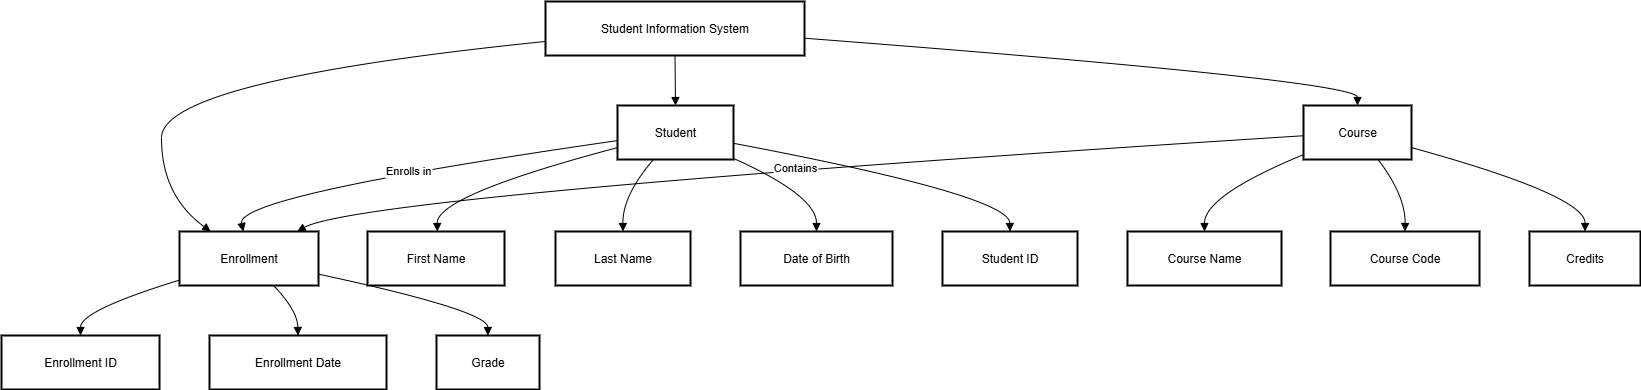 Student Information System
Student
Course
Enrolls in
Contains
Enrollment
First Name
Last Name
Date of Birth
Student ID
Course Name
Course Code
Credits
Enrollment ID
Enrollment Date
Grade